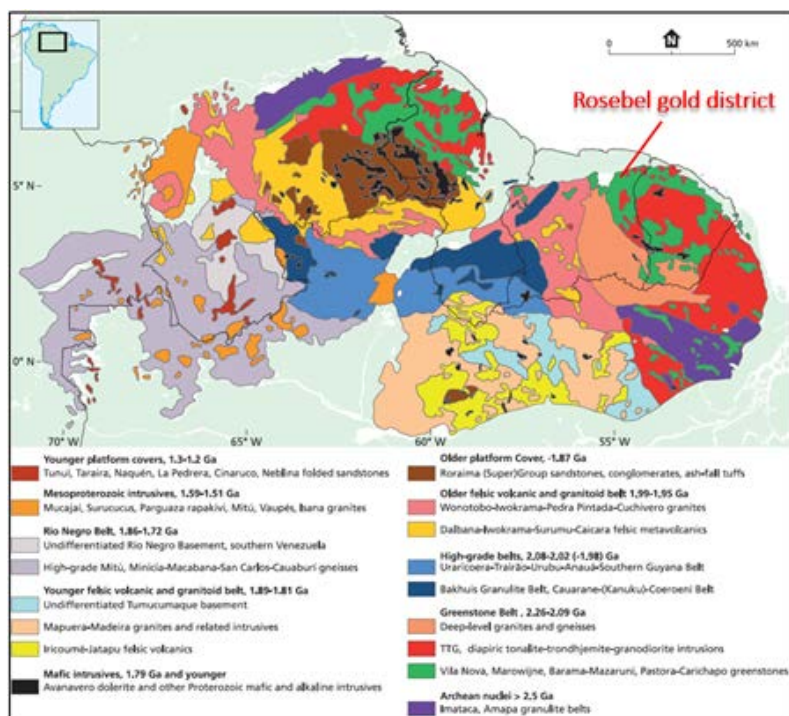 N
0 500 km
Rosebel gold district
5° N
0° N
70° W 65° W 60° W 55° W
Younger platform covers, 1.3-1.2 Ga
Tunuí, Taraira, Naquén, La Pedrera, Cinaruco, Neblina folded sandstones
Mesoproterozoic intrusives, 1.59-1.51 Ga
Mucajaí, Surucucus, Parguaza rapakivi, Mitú, Vaupés, Isana granites
Rio Negro Belt, 1.86-1.72 Ga
Undifferentiated Rio Negro Basement, southern Venezuela
High-grade Mitú, Minicia-Macabana-San Carlos-Cauaburi gneisses
Younger felsic volcanic and granitoid belt, 1.89-1.81 Ga
Undifferentiated Tumucumaque basement
Mapuera-Madeira granites and related intrusives
Iricoumé-Jatapu felsic volcanics
Mafic intrusives, 1.79 Ga and younger
Avanavero dolerite and other Proterozoic mafic and alkaline intrusives
Older platform Cover, -1.87 Ga
Roraima (Super)Group sandstones, conglomerates, ash-fall tuffs
Older felsic volcanic and granitoid belt 1,99-1,95 Ga
Wonotobo-Iwokrama-Pedra Pintada-Cuchivero granites
Dalbana-Iwokrama-Surumu-Caicara felsic metavolcanics
High-grade belts, 2,08-2,02 (-1,98) Ga
Uraricoera-Trairão-Urubu-Anauá-Southern Guyana Belt
Bakhuis Granulite Belt, Cauarane-(Kanuku)-Coeroeni Belt
Greenstone Belt , 2.26-2.09 Ga
Deep-level granites and gneisses
TTG, diapiric tonalite-trondhjemite-granodiorite intrusions
Vila Nova, Marowijne, Barama-Mazaruni, Pastora-Carichapo greenstones
Archean nuclei > 2,5 Ga
Imataca, Amapa granulite belts